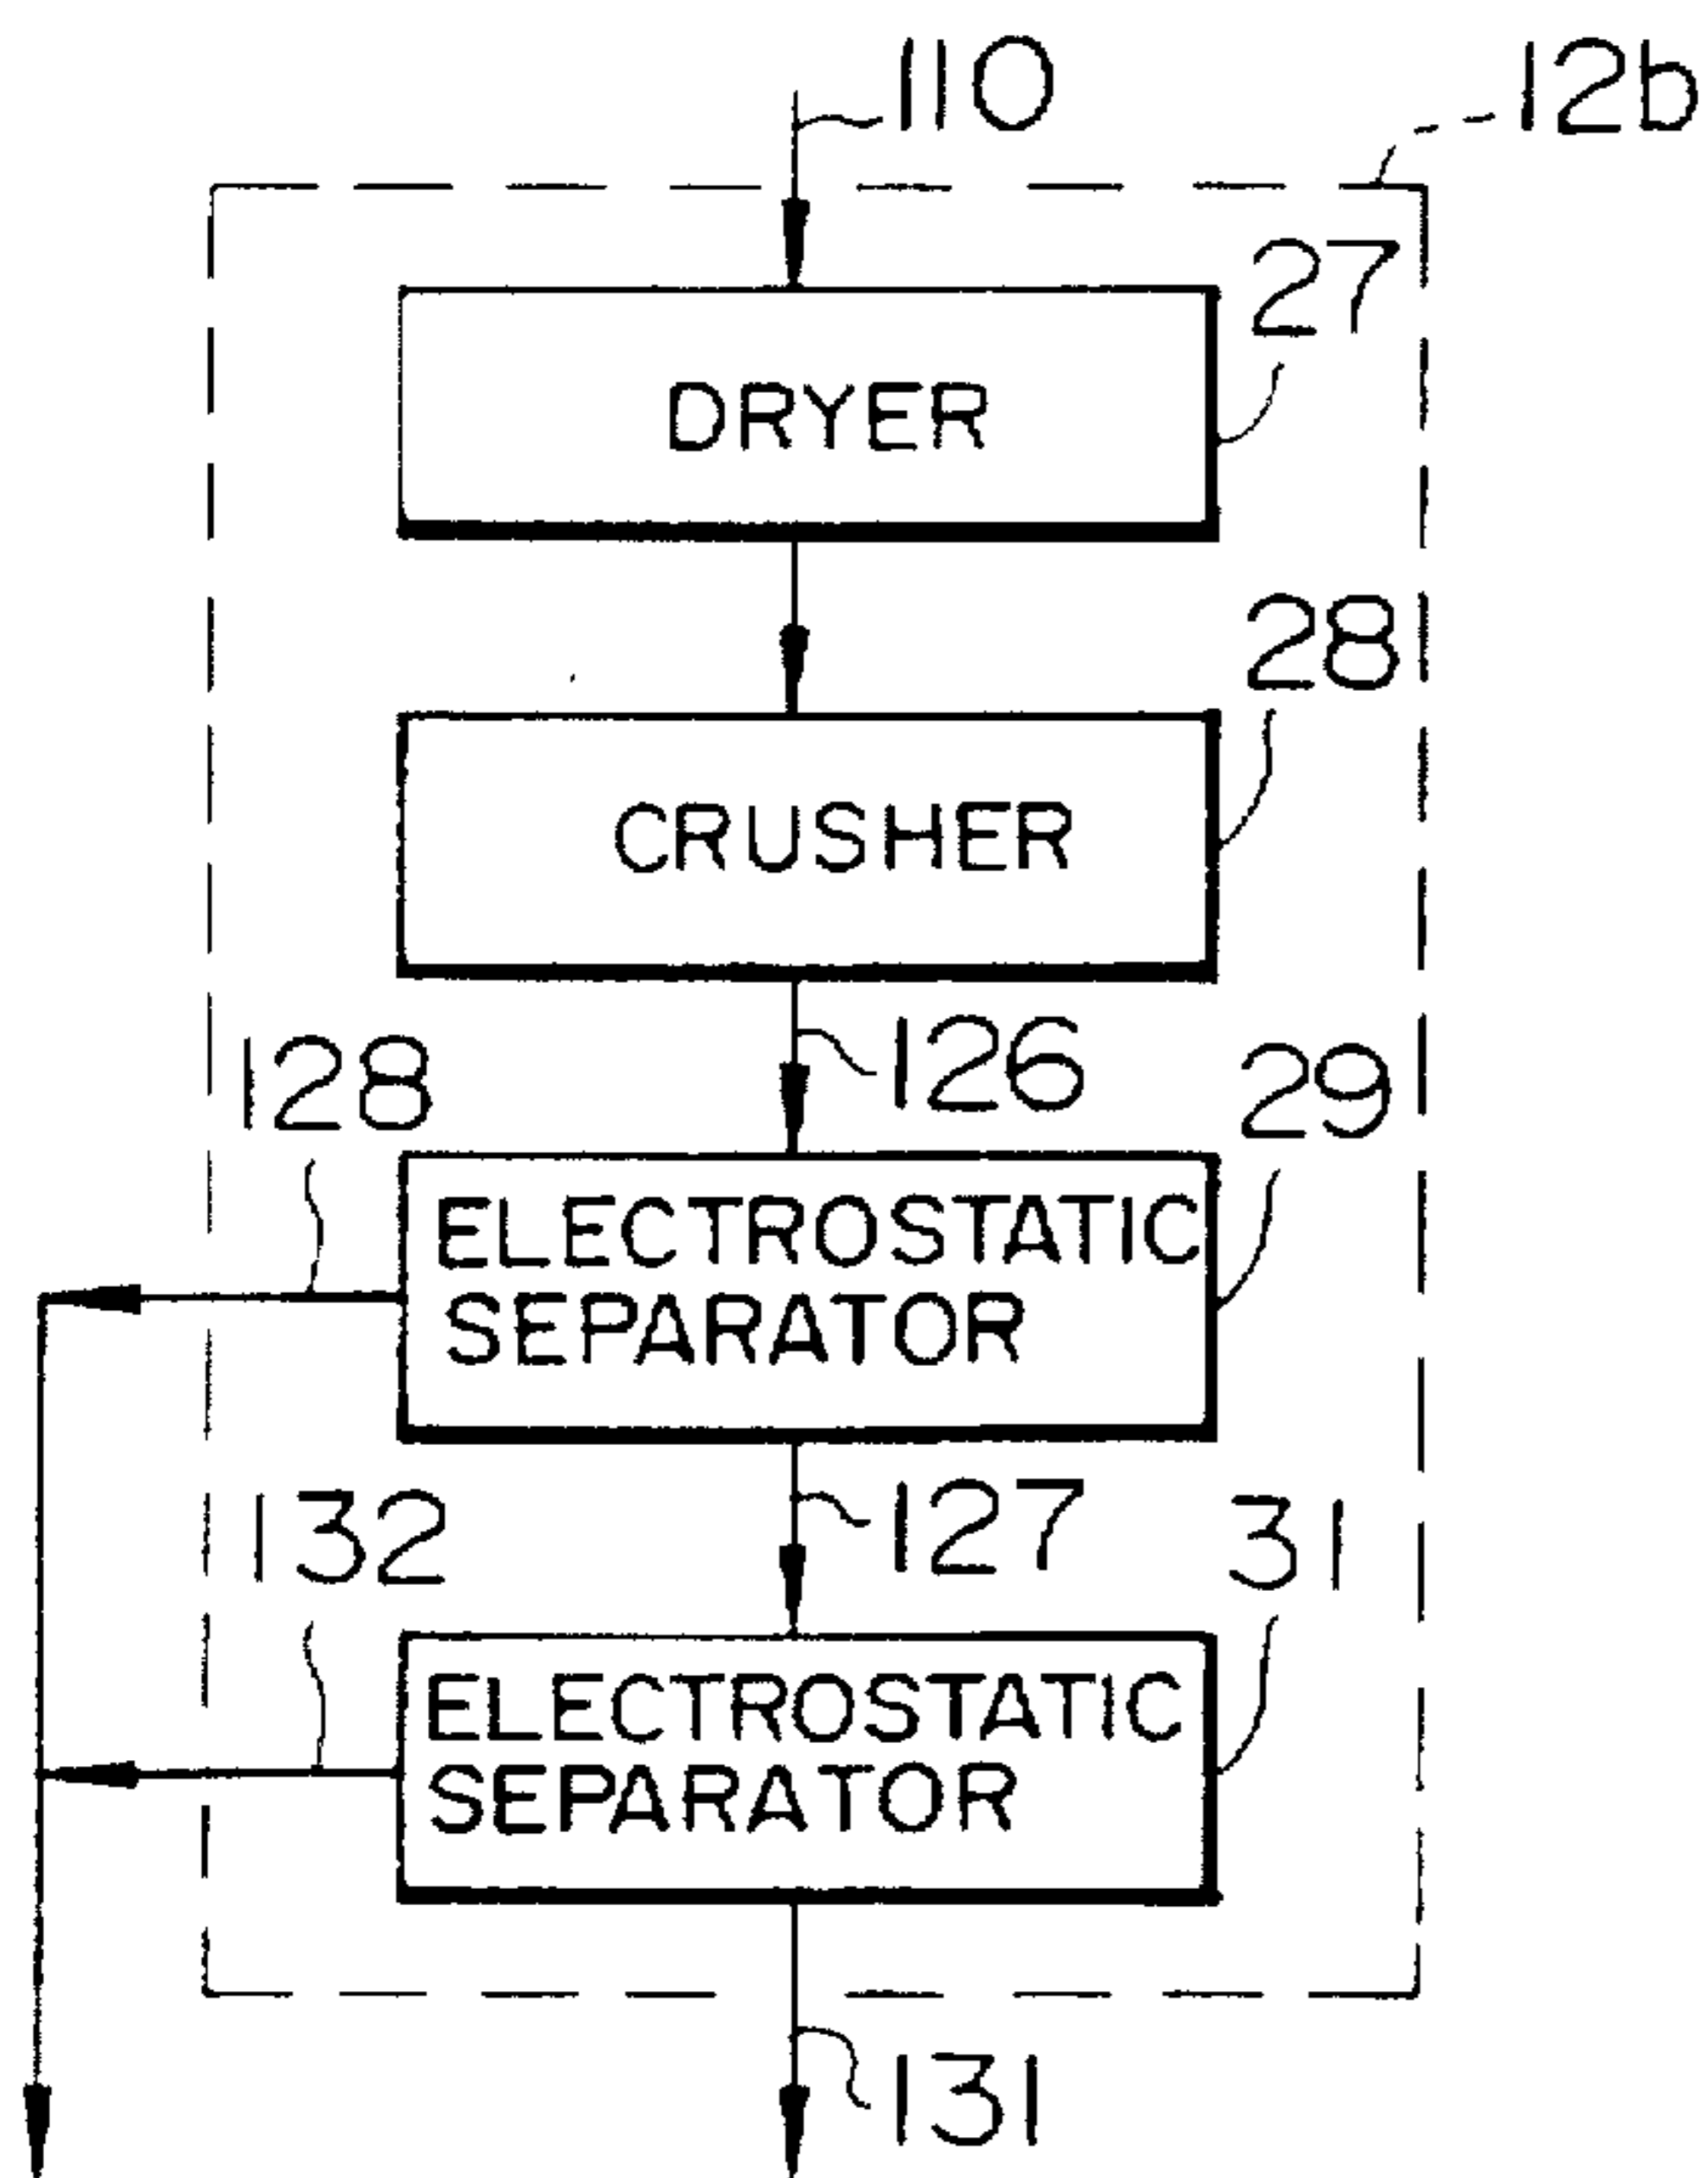 110
12b
27
DRYER
28
CRUSHER
126
128
29
ELECTROSTATIC
SEPARATOR
127
132
31
ELECTROSTATIC
SEPARATOR
131